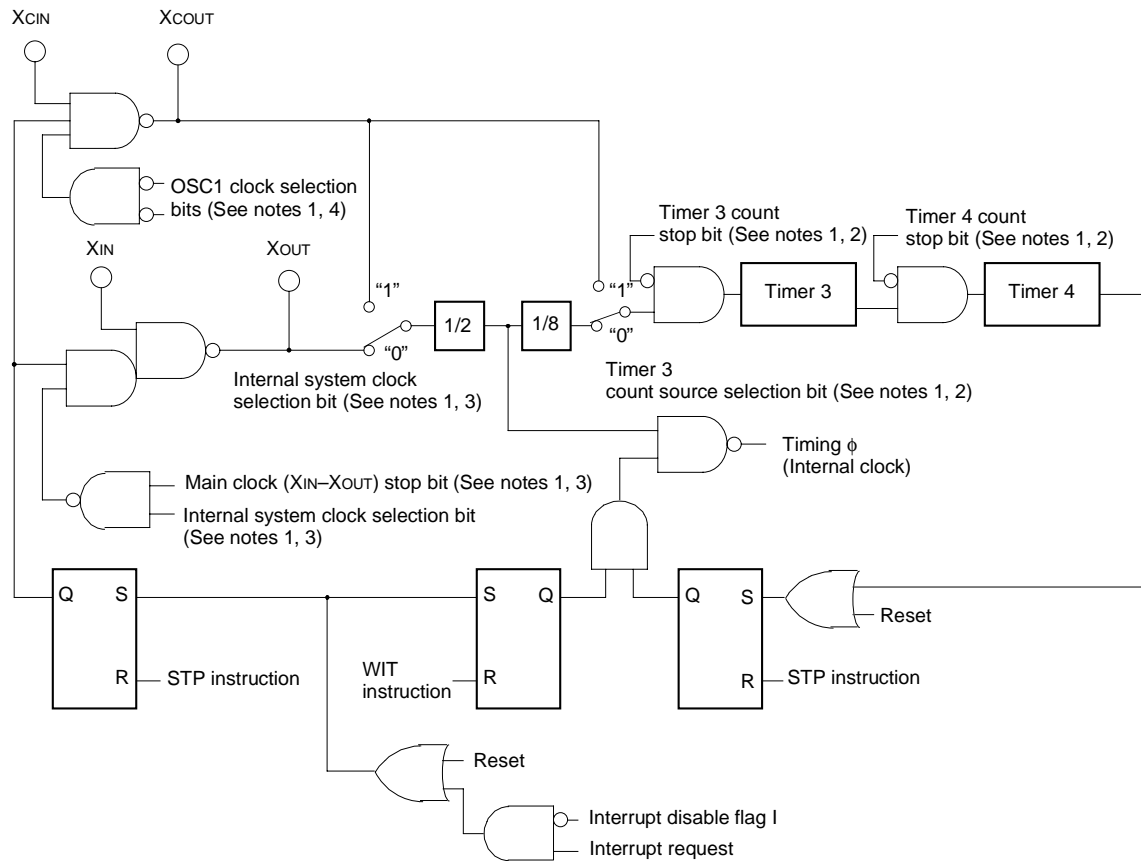 XCIN
XCOUT
OSC1 clock selection
bits (See notes 1, 4)
XIN
XOUT
“1”
“0”
Internal system clock
selection bit (See notes 1, 3)
1/2
1/8
“1”
“0”
Timer 3 count
stop bit (See notes 1, 2)
Timer 3
Timer 4 count
stop bit (See notes 1, 2)
Timer 4
Timer 3
count source selection bit (See notes 1, 2)
Timing ϕ
(Internal clock)
Main clock (XIN–XOUT) stop bit (See notes 1, 3)
Internal system clock selection bit
(See notes 1, 3)
Q
S
R
STP instruction
S
Q
R
WIT
instruction
Q
S
R
Reset
STP instruction
Reset
Interrupt disable flag I
Interrupt request